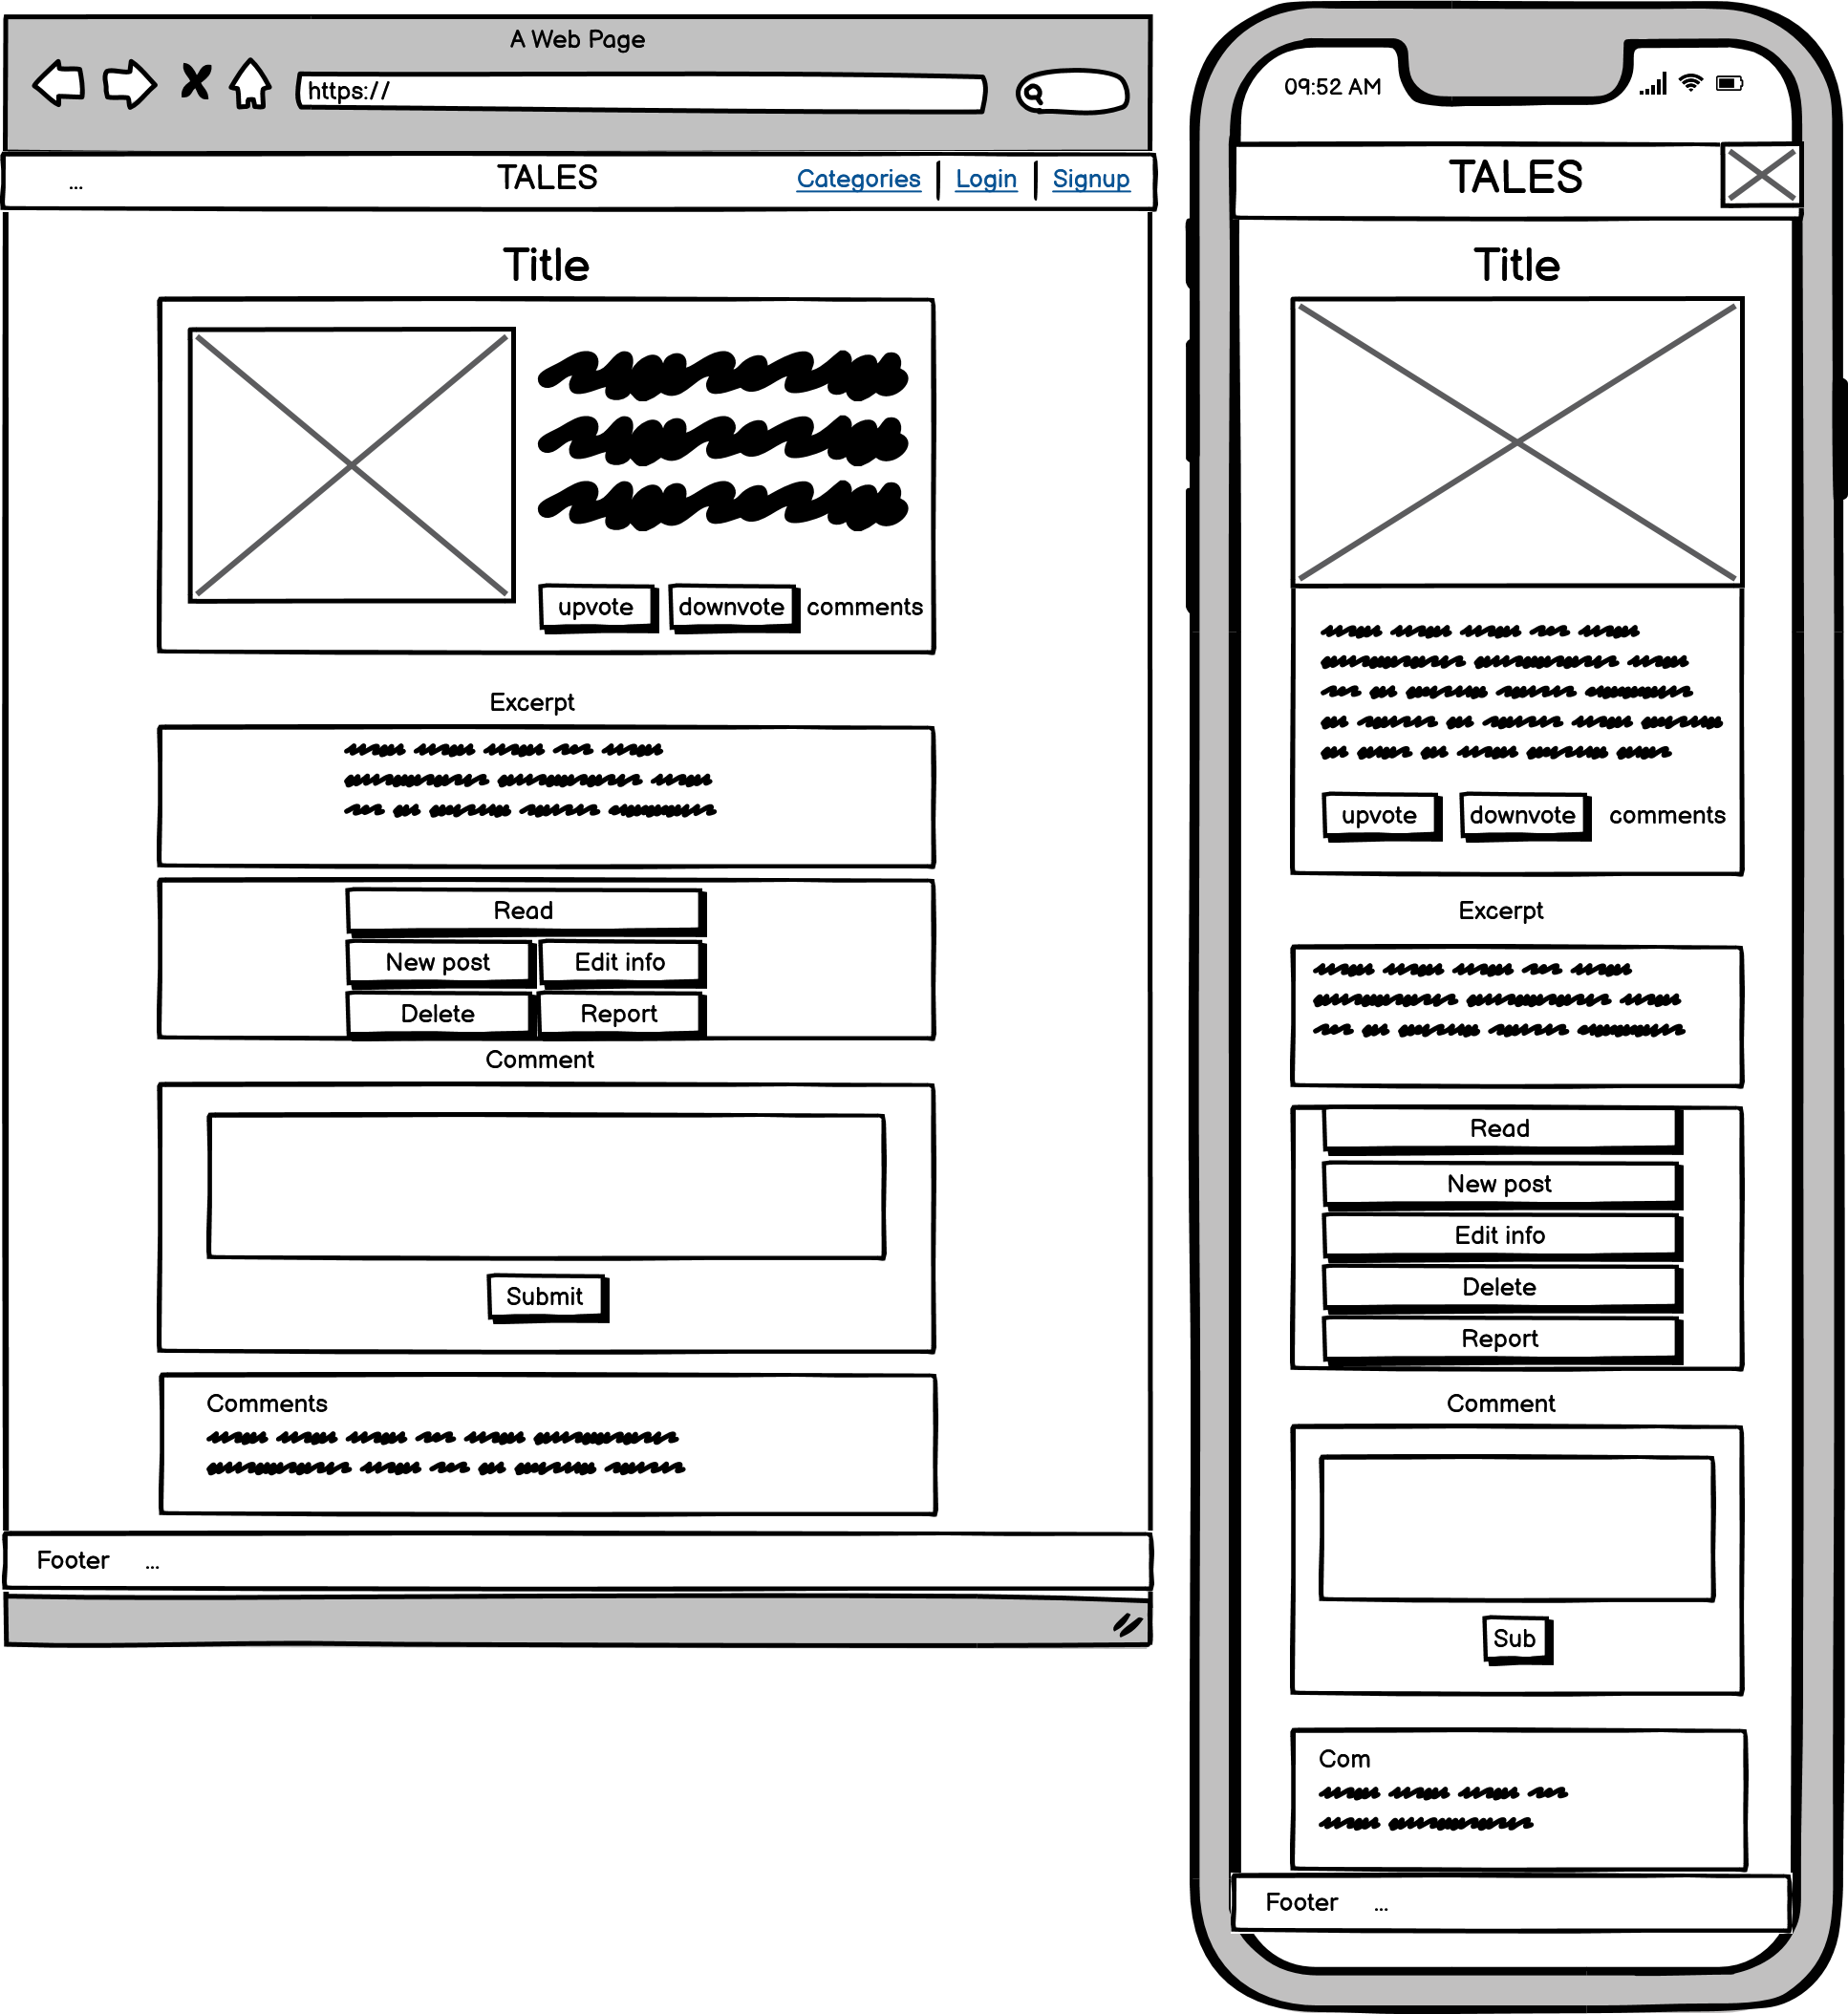 A Web Page
https://
... TALES Categories Login Signup
Title
upvote downvote comments
Excerpt
Read
New post Edit info
Delete Report
Comment
Submit
Comments
Footer ...
09:52 AM
TALES
Title
upvote downvote comments
Excerpt
Read
New post
Edit info
Delete
Report
Comment
Sub
Com
Footer ...